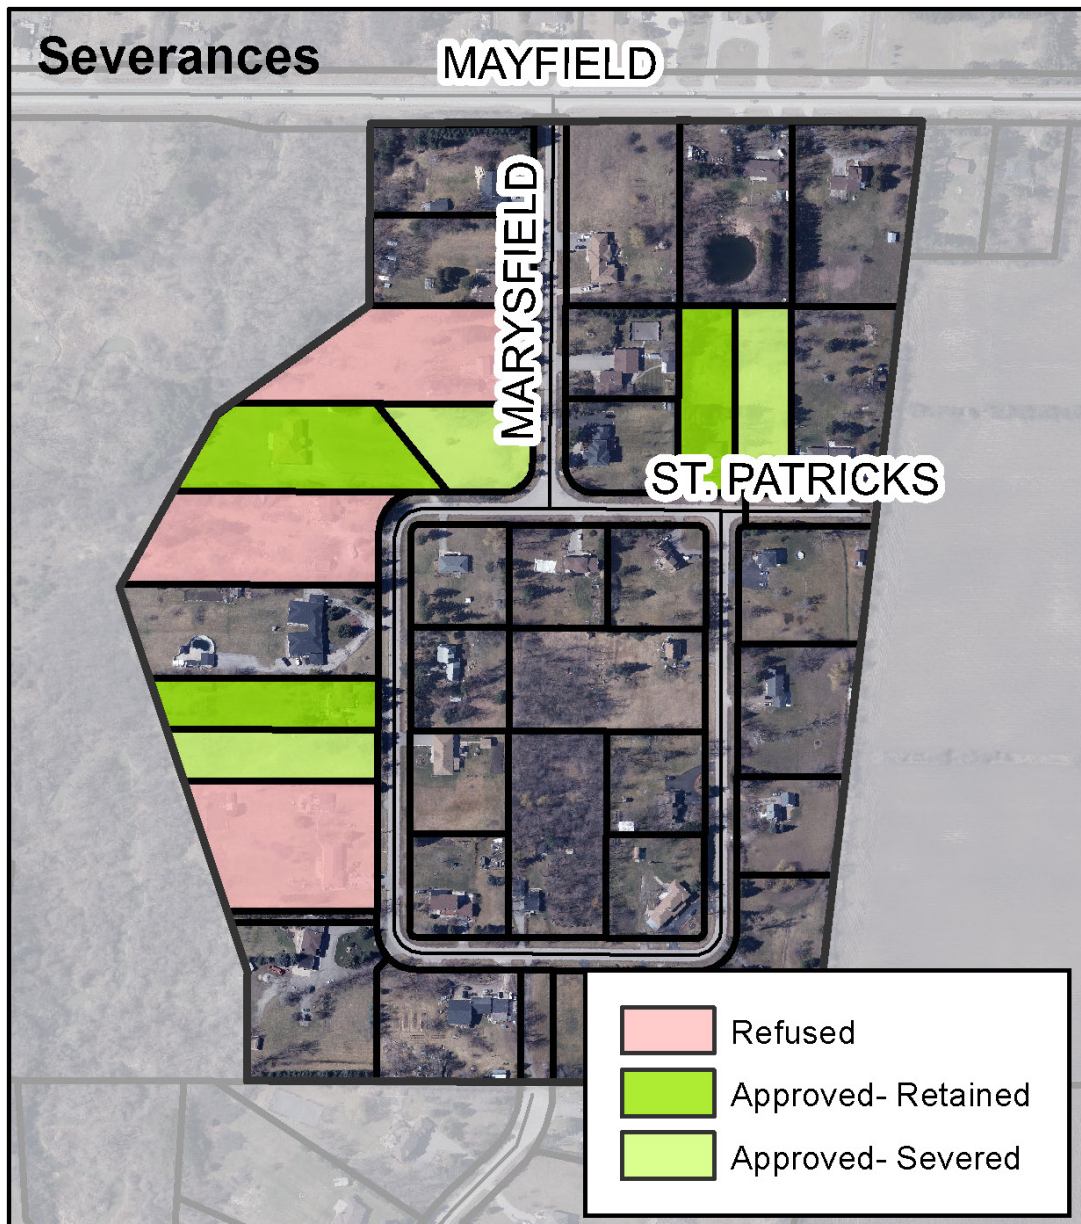 Severances
MAYFIELD
MARYSFIELD
ST. PATRICKS
Refused
Approved- Retained
Approved- Severed